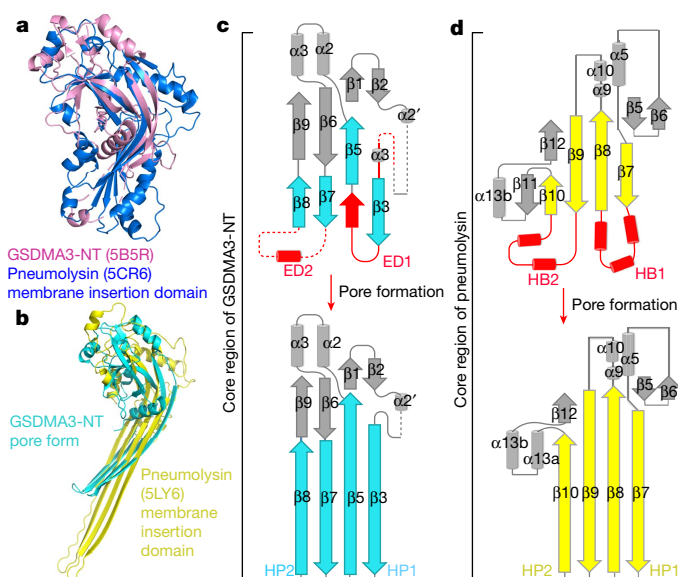 a
GSDMA3-NT (5B5R)
Pneumolysin (5CR6)
membrane insertion domain
b
GSDMA3-NT
pore form
Pneumolysin
(5LY6)
membrane
insertion
domain
c
Core region of GSDMA3-NT
α3 α2
β1 β2
α2′
β9 β6
β5 α3
β8 β7 β3
ED2 ED1
Pore formation
α3 α2
β1 β2
α2′
β9 β6
β8 β7 β5 β3
HP2 HP1
d
Core region of pneumolysin
α5
α10
α9
β5 β6
β12 β9 β8 β7
α13b β11 β10
HB2 HB1
Pore formation
α10 α5
α9
β5 β6
β12
α13b α13a
β10 β9 β8 β7
HP2 HP1